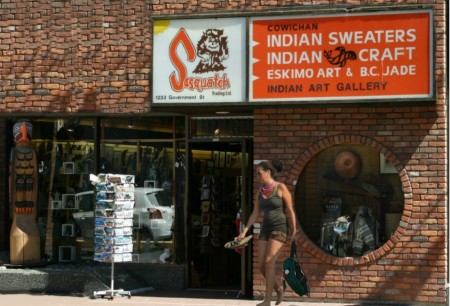 Sasquatch
Trading Ltd.
1233 Government St
COWICHAN
INDIAN SWEATERS
INDIAN CRAFT
ESKIMO ART & B.C. JADE
INDIAN ART GALLERY